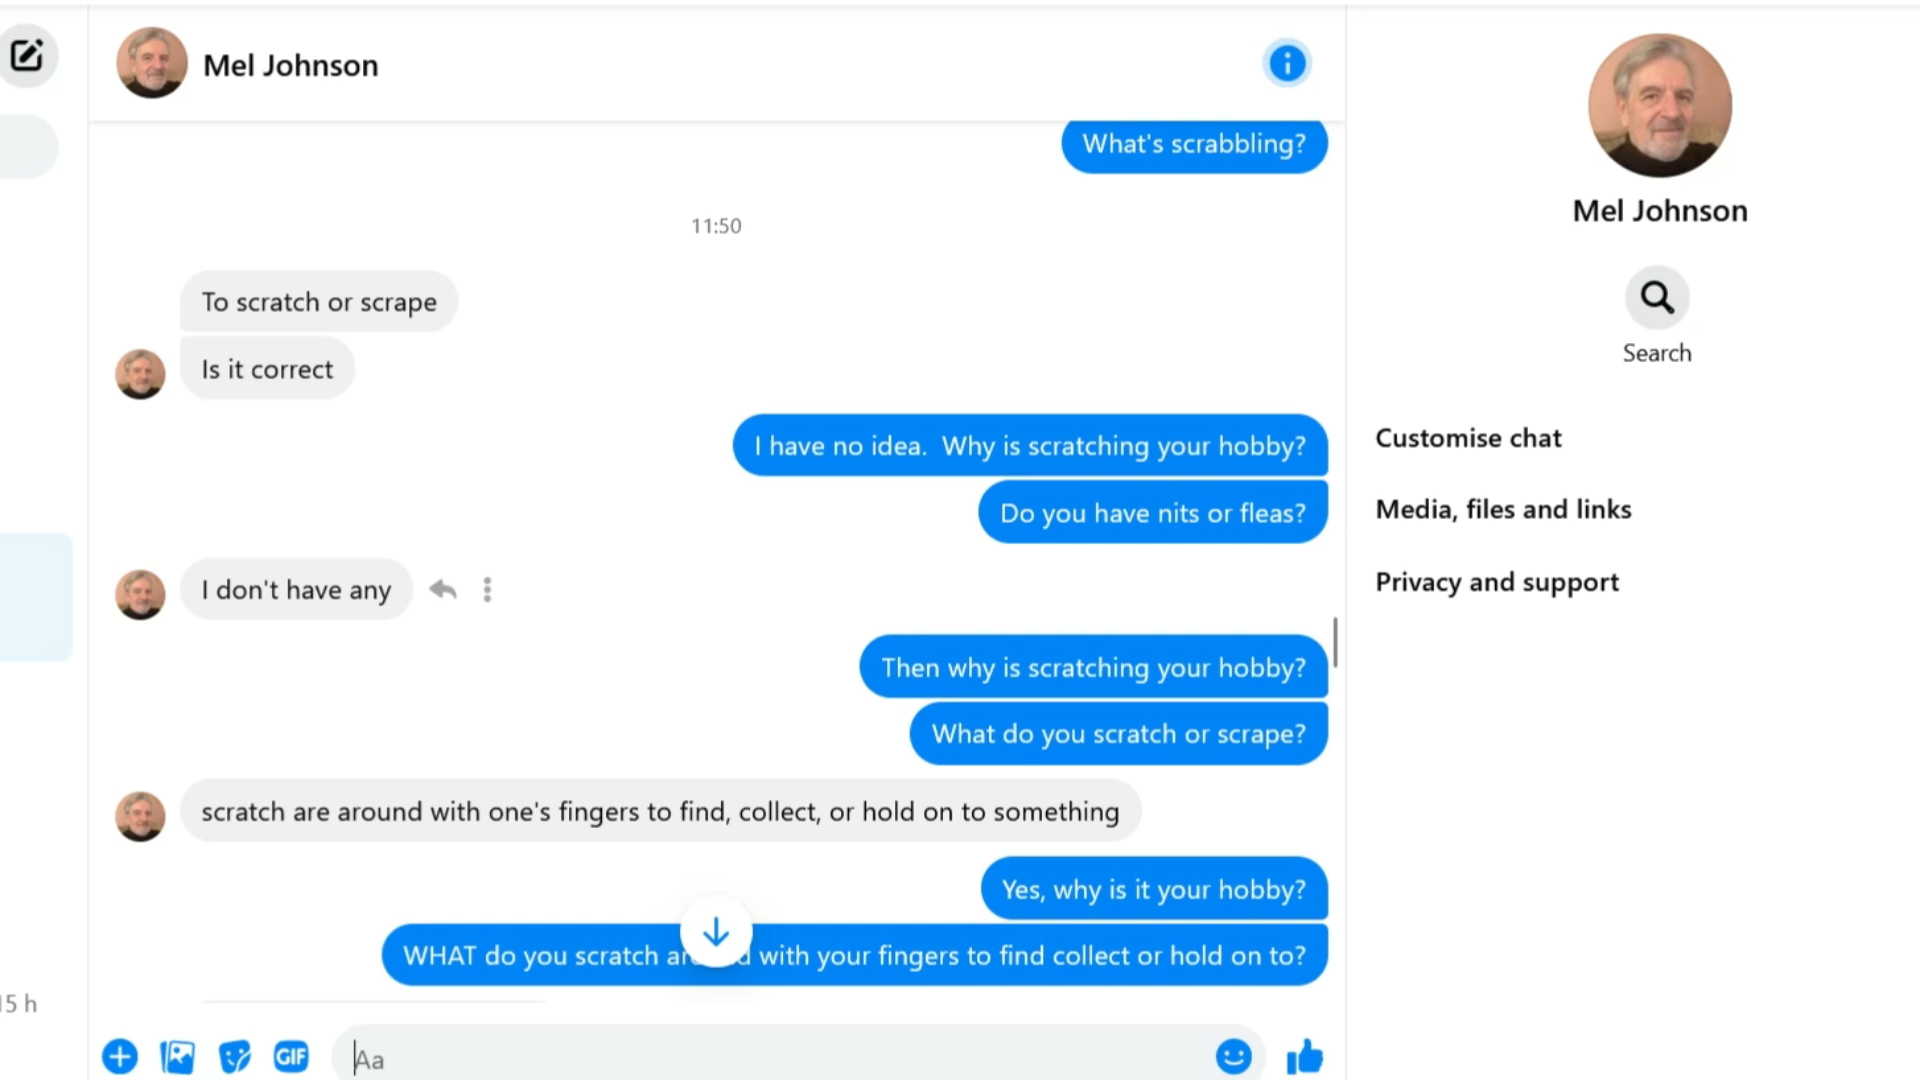 Mel Johnson
What's scrabbling?
11:50
To scratch or scrape
Is it correct
I have no idea.  Why is scratching your hobby?
Do you have nits or fleas?
I don't have any
Then why is scratching your hobby?
What do you scratch or scrape?
scratch are around with one's fingers to find, collect, or hold on to something
Yes, why is it your hobby?
WHAT do you scratch with your fingers to find collect or hold on to?
15 h
GIF
Aa
Mel Johnson
Search
Customise chat
Media, files and links
Privacy and support